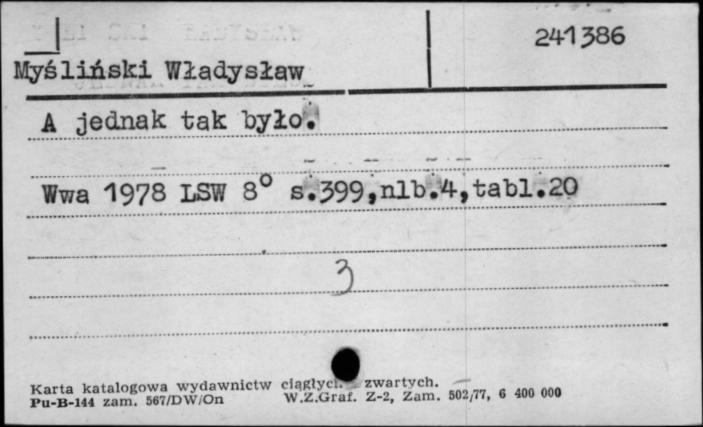 241386
Myśliński Władysław
A jednak tak było.
Wwa 1978 LSW 8° s.399,nlb.4,tabl.20
3
Karta katalogowa wydawnictw ciągłych zwartych.
Pu-B-144 zam. 567/DW/On W.Z.Graf. Z-2, Zam. 502/77, 6 400 000